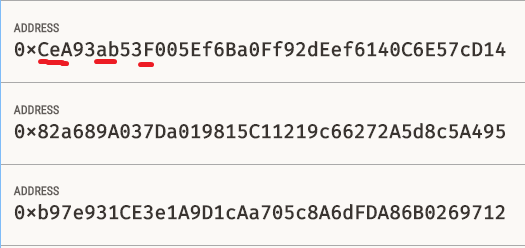 ADDRESS
0×CeA93ab53F005Ef6Ba0Ff92dEef6140C6E57cD14
ADDRESS
0×82a689A037Da019815C11219c66272A5d8c5A495
ADDRESS
0×b97e931CE3e1A9D1cAa705c8A6dFDA86B0269712